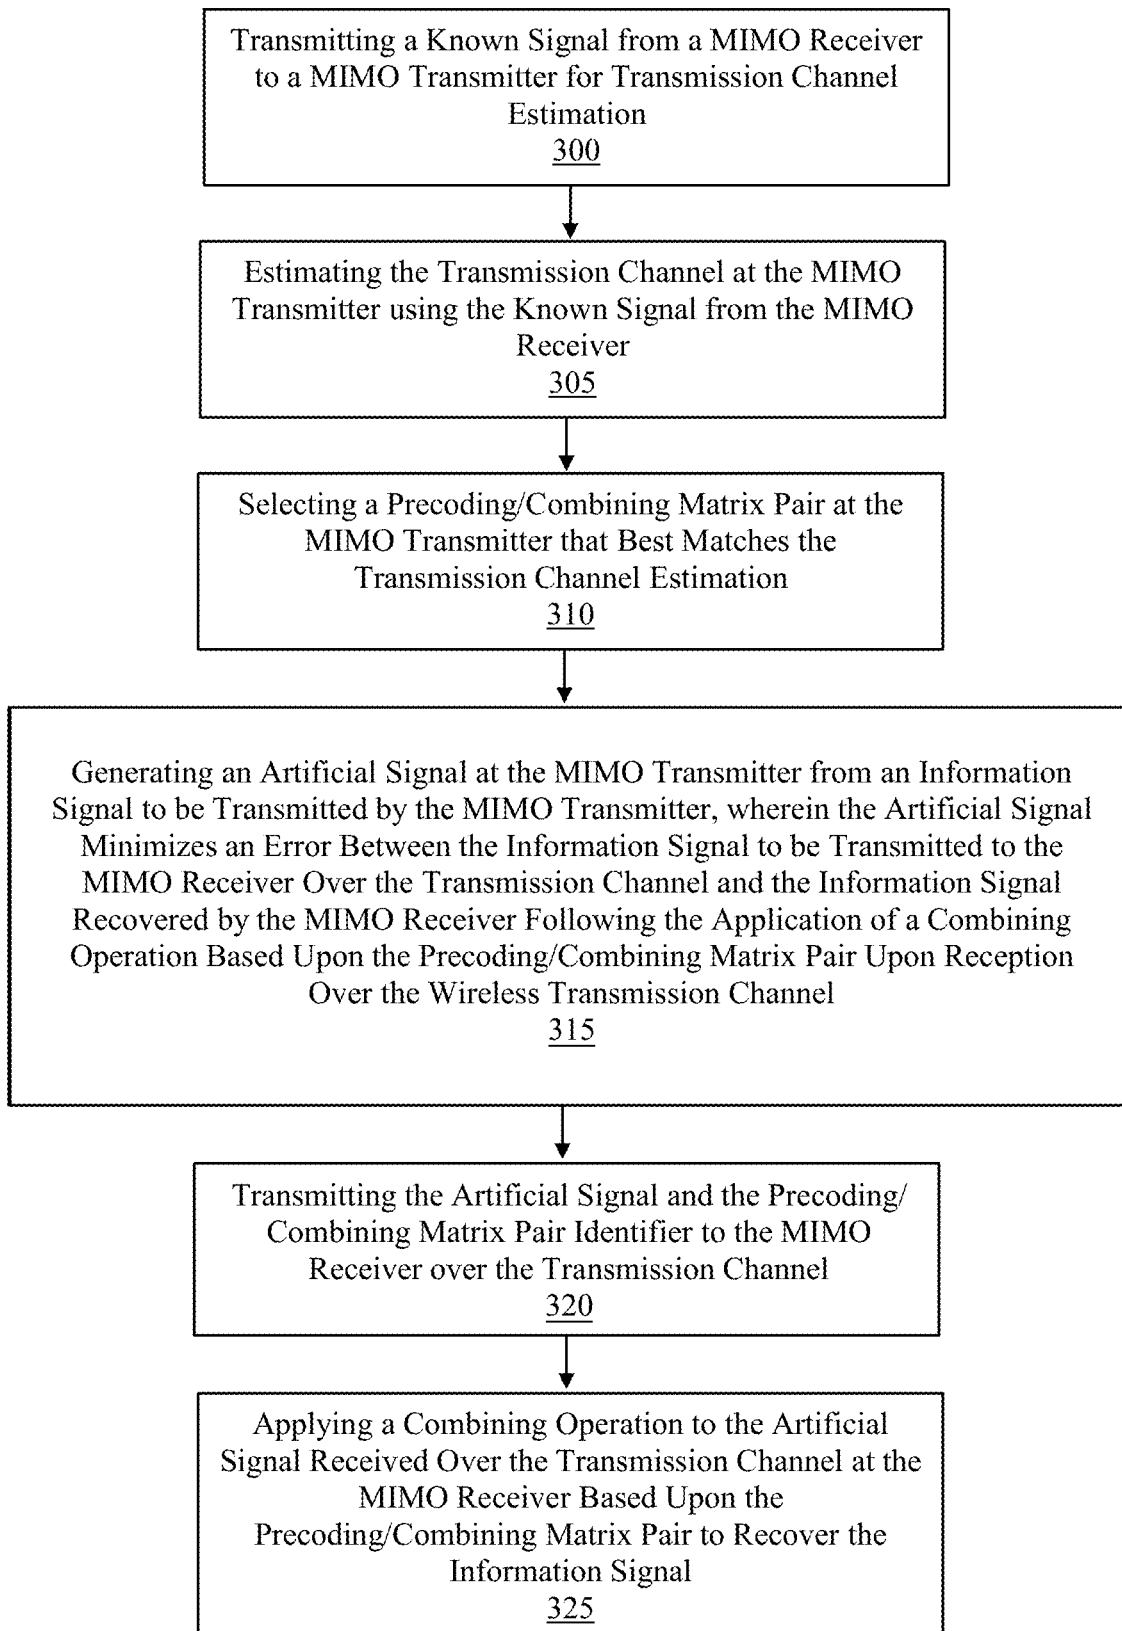 Transmitting a Known Signal from a MIMO Receiver
to a MIMO Transmitter for Transmission Channel
Estimation
300
Estimating the Transmission Channel at the MIMO
Transmitter using the Known Signal from the MIMO
Receiver
305
Selecting a Precoding/Combining Matrix Pair at the
MIMO Transmitter that Best Matches the
Transmission Channel Estimation
310
Generating an Artificial Signal at the MIMO Transmitter from an Information
Signal to be Transmitted by the MIMO Transmitter, wherein the Artificial Signal
Minimizes an Error Between the Information Signal to be Transmitted to the
MIMO Receiver Over the Transmission Channel and the Information Signal
Recovered by the MIMO Receiver Following the Application of a Combining
Operation Based Upon the Precoding/Combining Matrix Pair Upon Reception
Over the Wireless Transmission Channel
315
Transmitting the Artificial Signal and the Precoding/
Combining Matrix Pair Identifier to the MIMO
Receiver over the Transmission Channel
320
Applying a Combining Operation to the Artificial
Signal Received Over the Transmission Channel at the
MIMO Receiver Based Upon the
Precoding/Combining Matrix Pair to Recover the
Information Signal
325